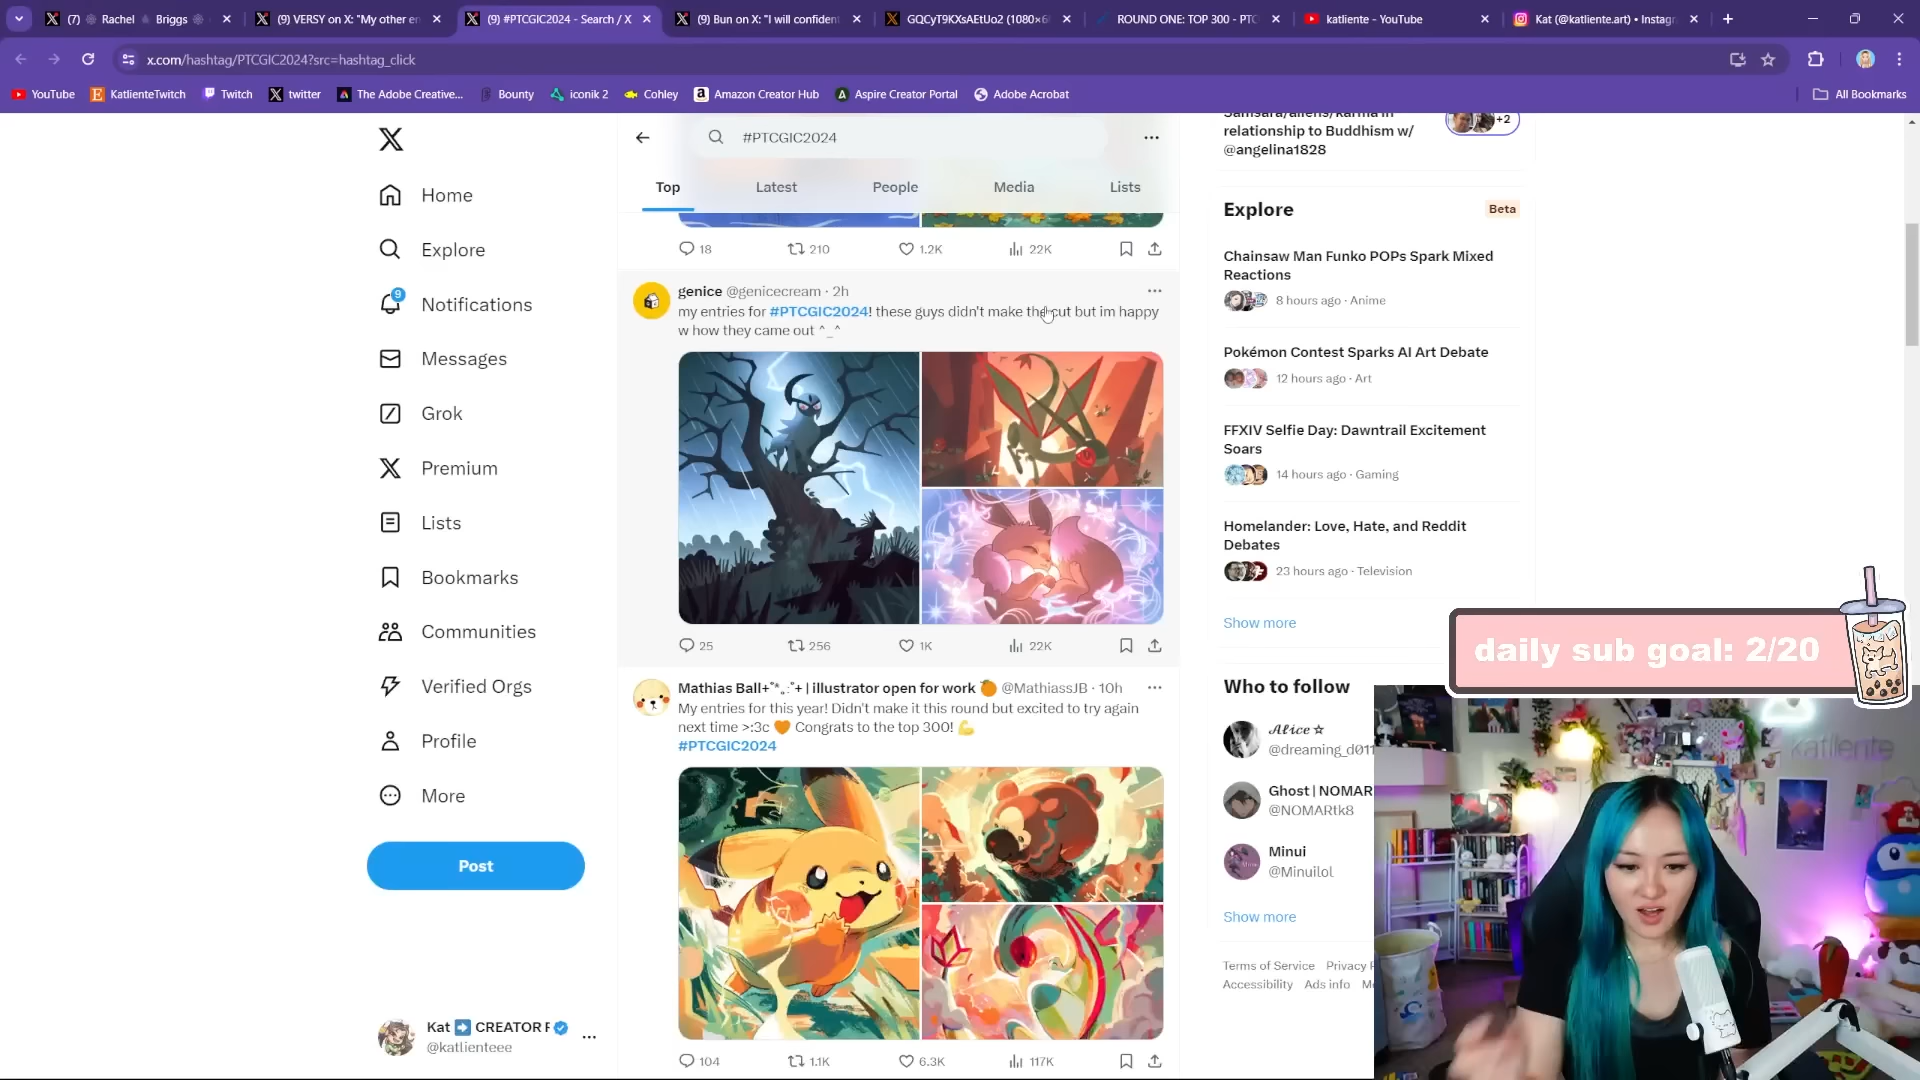 (7) Rachel Briggs
(9) VERSY on X: "My other en
(9) #PTCGIC2024 - Search / X
(9) Bun on X: "I will confident
GQCyT9KXsAEtUo2 (1080×6
ROUND ONE: TOP 300 - PTC
katliente - YouTube
Kat (@katliente.art) • Instagr
x.com/hashtag/PTCGIC2024?src=hashtag_click
YouTube
KatlienteTwitch
Twitch
twitter
The Adobe Creative...
Bounty
iconik 2
Cohley
Amazon Creator Hub
Aspire Creator Portal
Adobe Acrobat
All Bookmarks
Home
Explore
9
Notifications
Messages
Grok
Premium
Lists
Bookmarks
Communities
Verified Orgs
Profile
More
Post
Kat ➡ CREATOR F
@katlienteee
#PTCGIC2024
Top
Latest
People
Media
Lists
18
210
1.2K
22K
genice @genicecream · 2h
my entries for #PTCGIC2024! these guys didn't make the cut but im happy
w how they came out ^_^
25
256
1K
22K
Mathias Ball+˚*｡:˚+ | illustrator open for work 🍊 @MathiassJB · 10h
My entries for this year! Didn't make it this round but excited to try again
next time >:3c 🧡 Congrats to the top 300! 💪
#PTCGIC2024
104
1.1K
6.3K
117K
Samsara/aliens/karma in
relationship to Buddhism w/
@angelina1828
+2
Explore
Beta
Chainsaw Man Funko POPs Spark Mixed
Reactions
8 hours ago · Anime
Pokémon Contest Sparks AI Art Debate
12 hours ago · Art
FFXIV Selfie Day: Dawntrail Excitement
Soars
14 hours ago · Gaming
Homelander: Love, Hate, and Reddit
Debates
23 hours ago · Television
Show more
Who to follow
𝓐𝓵𝓲𝓬𝓮 ☆
@dreaming_d011
Ghost | NOMAR
@NOMARtk8
Minui
@Minuilol
Show more
Terms of Service
Privacy P
Accessibility
Ads info
M
daily sub goal: 2/20
katliente